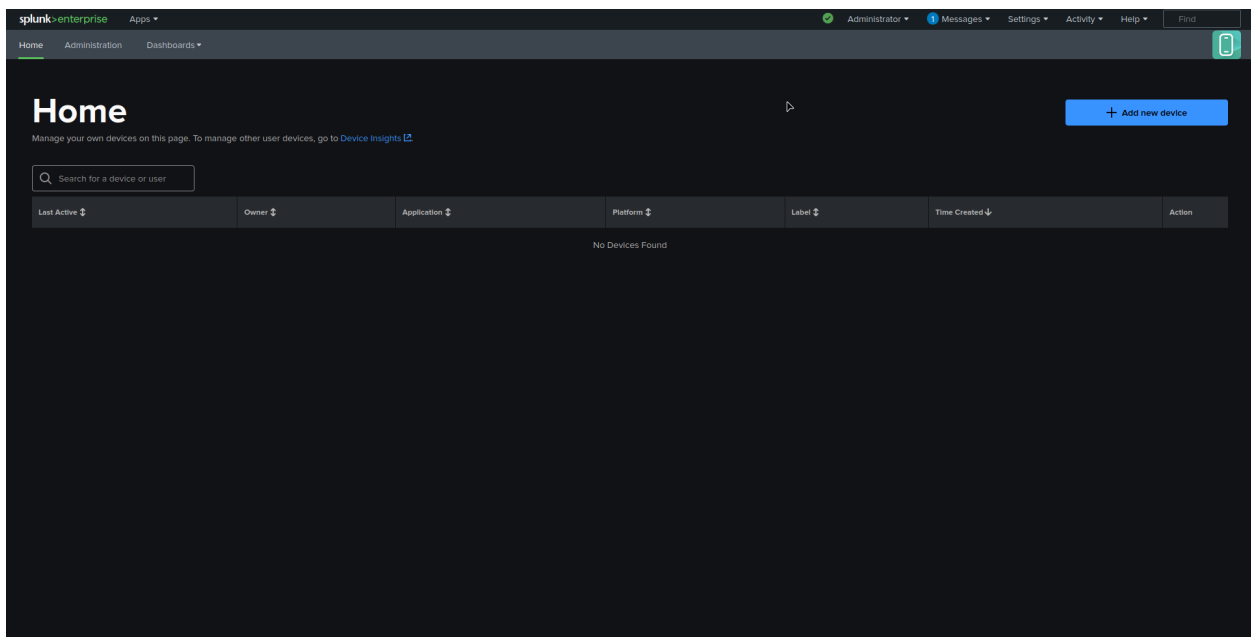 splunk>enterprise Apps Administrator 1 Messages Settings Activity Help Find
Home Administration Dashboards
Home
+ Add new device
Manage your own devices on this page. To manage other user devices, go to Device Insights.
Search for a device or user
Last Active Owner Application Platform Label Time Created Action
No Devices Found